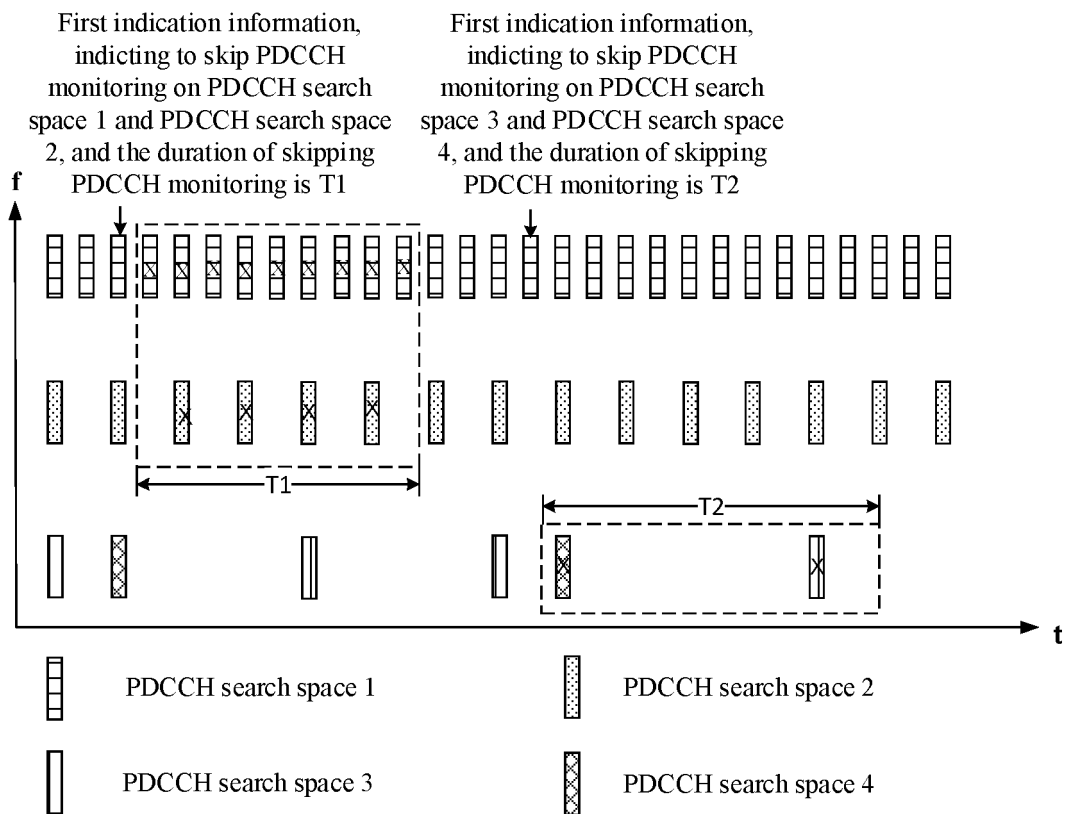 First indication information,
indicting to skip PDCCH
monitoring on PDCCH search
space 1 and PDCCH search space
2, and the duration of skipping
PDCCH monitoring is T1
First indication information,
indicting to skip PDCCH
monitoring on PDCCH search
space 3 and PDCCH search space
4, and the duration of skipping
PDCCH monitoring is T2
f
X X X X X X X X X
X X X X
T1
T2
X X
t
PDCCH search space 1
PDCCH search space 2
PDCCH search space 3
PDCCH search space 4